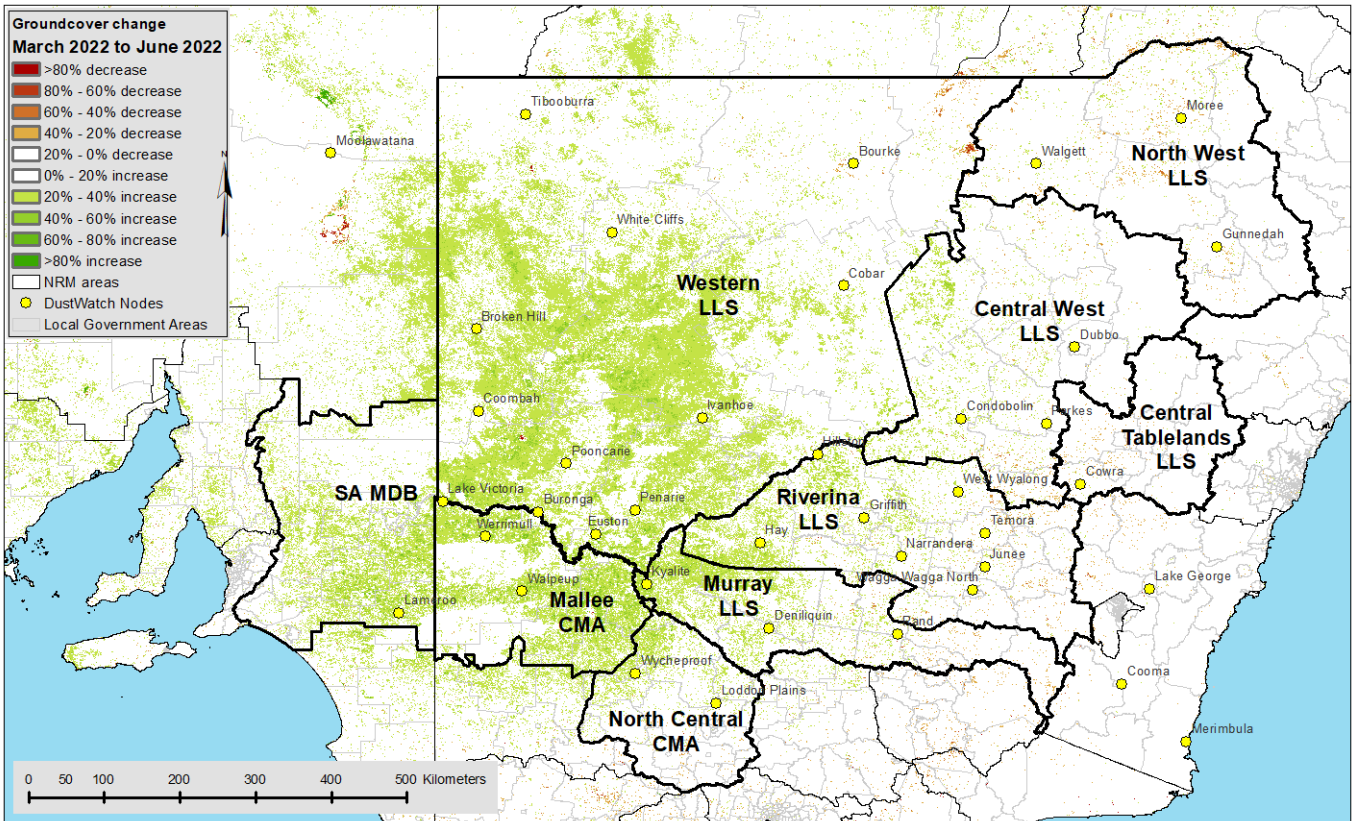 Groundcover change
March 2022 to June 2022
>80% decrease
80% - 60% decrease
60% - 40% decrease
40% - 20% decrease
20% - 0% decrease
0% - 20% increase
20% - 40% increase
40% - 60% increase
60% - 80% increase
>80% increase
NRM areas
DustWatch Nodes
Local Government Areas
N
Tibooburra
Moree
Moolawatana
Bourke
Walgett
North West
LLS
White Cliffs
Gunnedah
Western
LLS
Cobar
Central West
LLS
Broken Hill
Dubbo
Coombah
Ivanhoe
Condobolin
Parkes
Central
Tablelands
LLS
Hillston
Pooncarie
Cowra
SA MDB
Lake Victoria
Buronga
Penarie
Riverina
LLS
West Wyalong
Griffith
Werrimull
Euston
Hay
Temora
Narrandera
Junee
Kyalite
Walpeup
Mallee
CMA
Murray
LLS
Wagga Wagga North
Lake George
Lameroo
Deniliquin
Rand
Wycheproof
Cooma
Loddon Plains
North Central
CMA
Merimbula
0 50 100 200 300 400 500 Kilometers